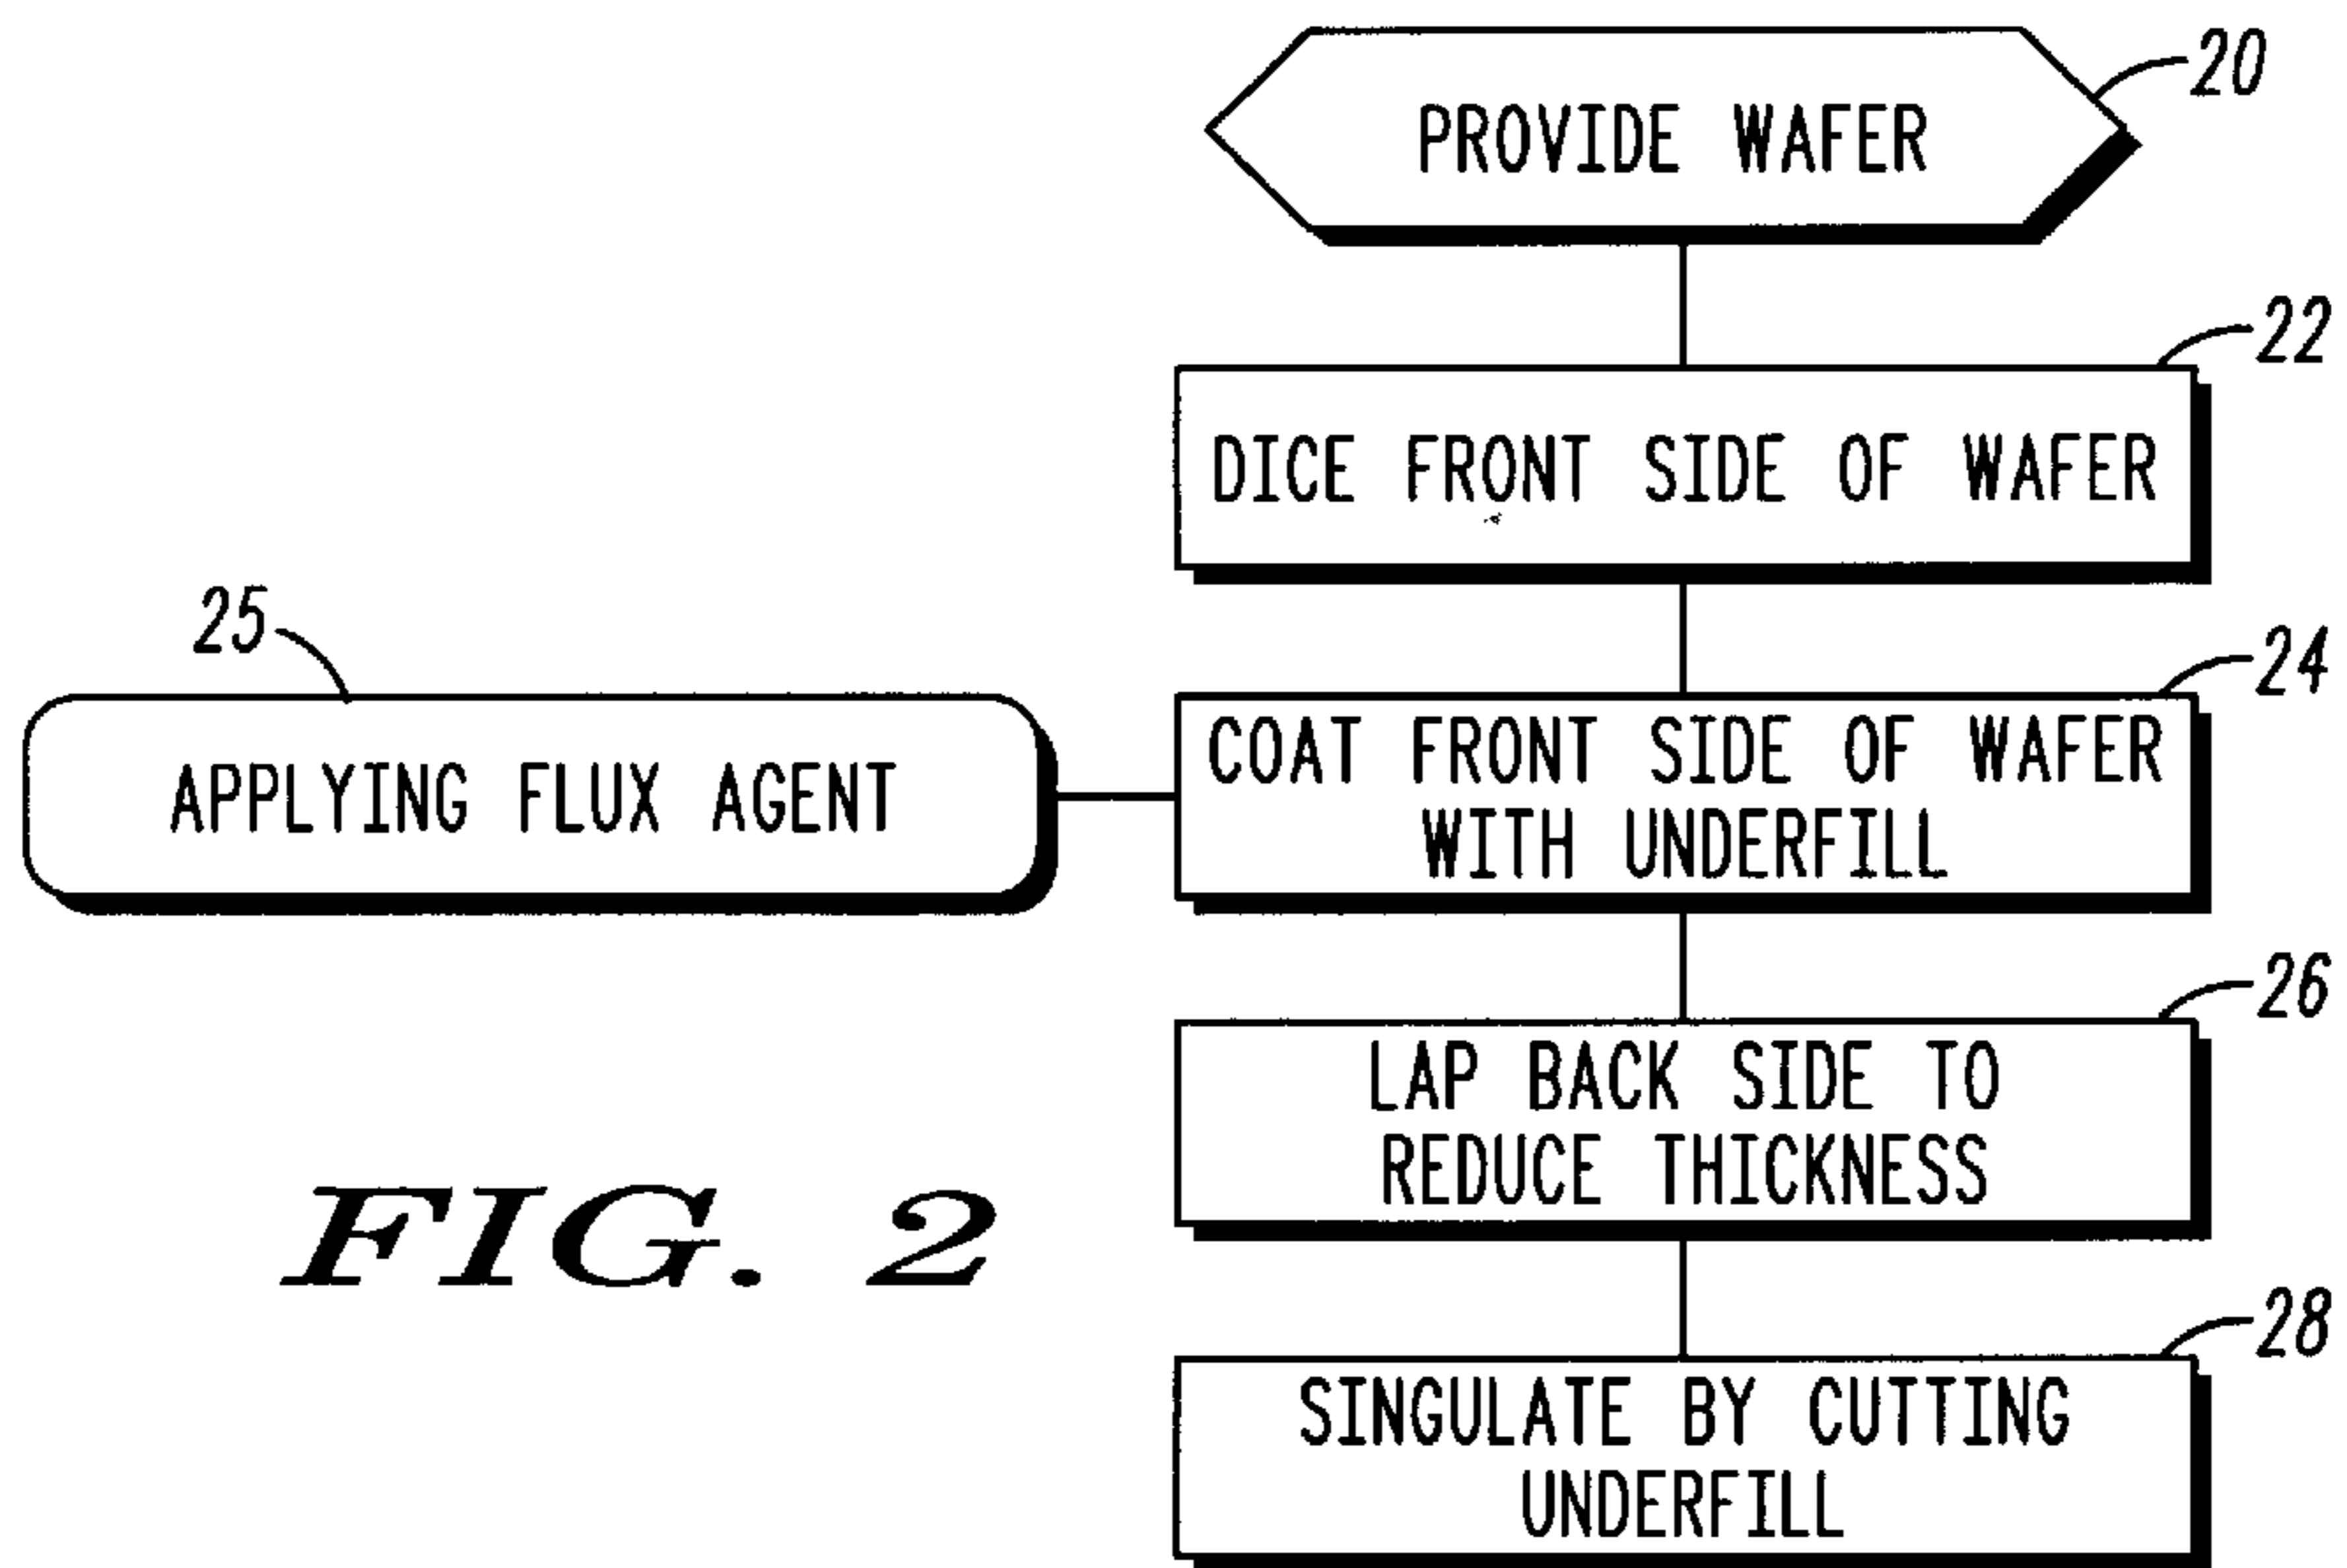 20
PROVIDE WAFER
22
DICE FRONT SIDE OF WAFER
25
24
APPLYING FLUX AGENT
COAT FRONT SIDE OF WAFER
WITH UNDERFILL
26
LAP BACK SIDE TO
REDUCE THICKNESS
FIG. 2
28
SINGULATE BY CUTTING
UNDERFILL